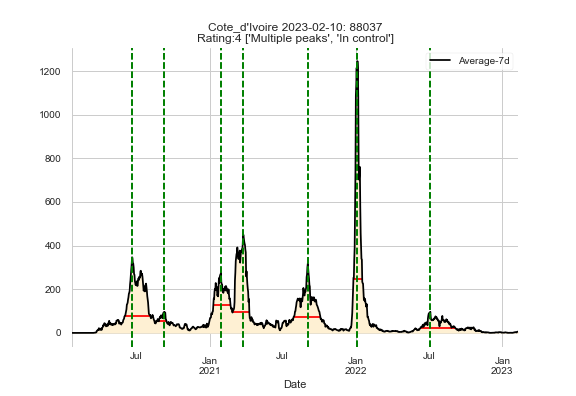 Cote_d'Ivoire 2023-02-10: 88037
Rating:4 ['Multiple peaks', 'In control']
Average-7d
1200
1000
800
600
400
200
0
Jul
Jan
2021
Jul
Jan
2022
Jul
Jan
2023
Date